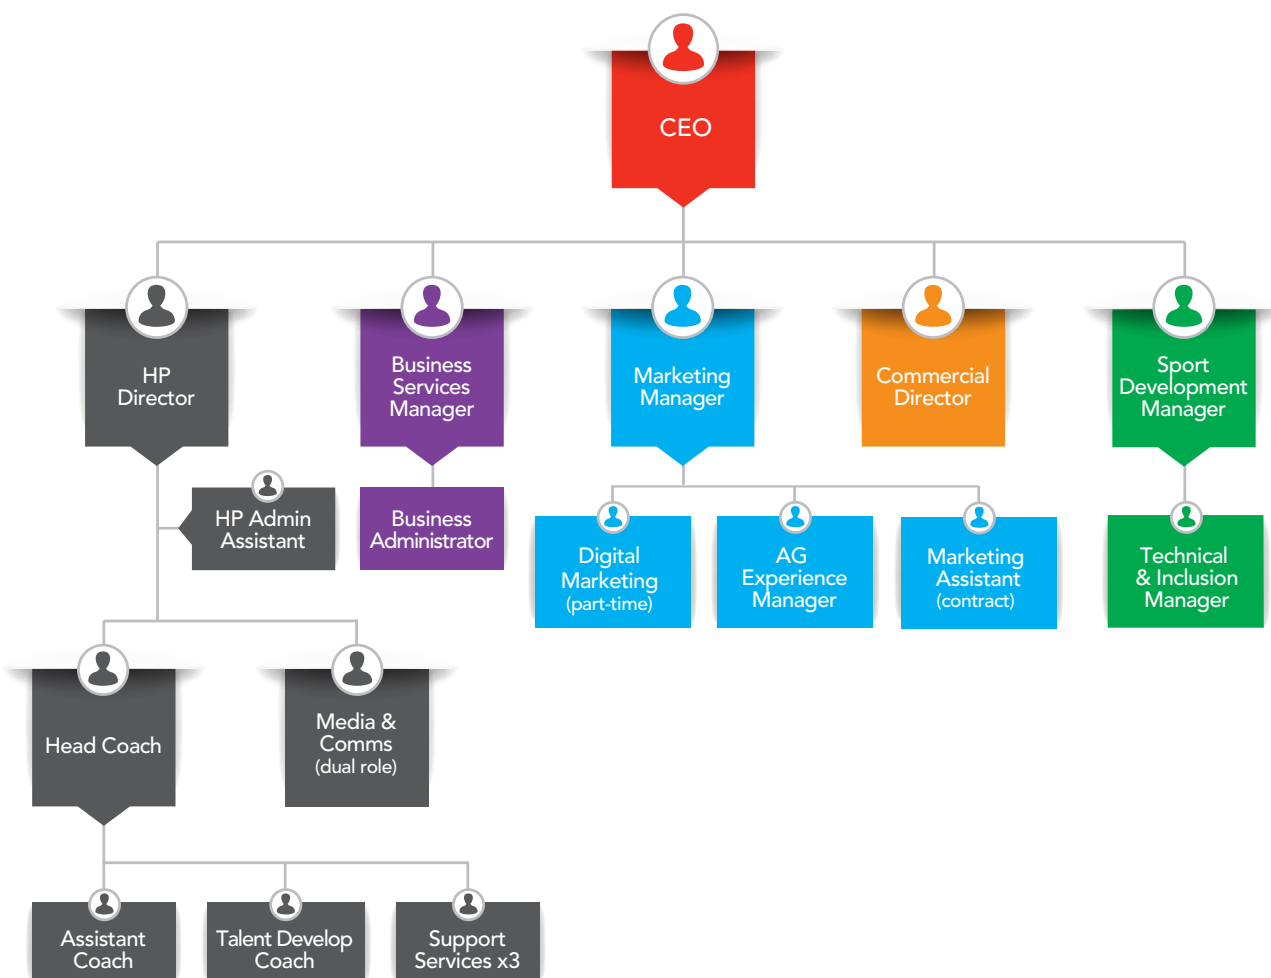 CEO
HP
Director
Business
Services
Manager
Marketing
Manager
Commercial
Director
Sport
Development
Manager
HP Admin
Assistant
Business
Administrator
Digital
Marketing
(part-time)
AG
Experience
Manager
Marketing
Assistant
(contract)
Technical
& Inclusion
Manager
Head Coach
Media &
Comms
(dual role)
Assistant
Coach
Talent Develop
Coach
Support
Services x3